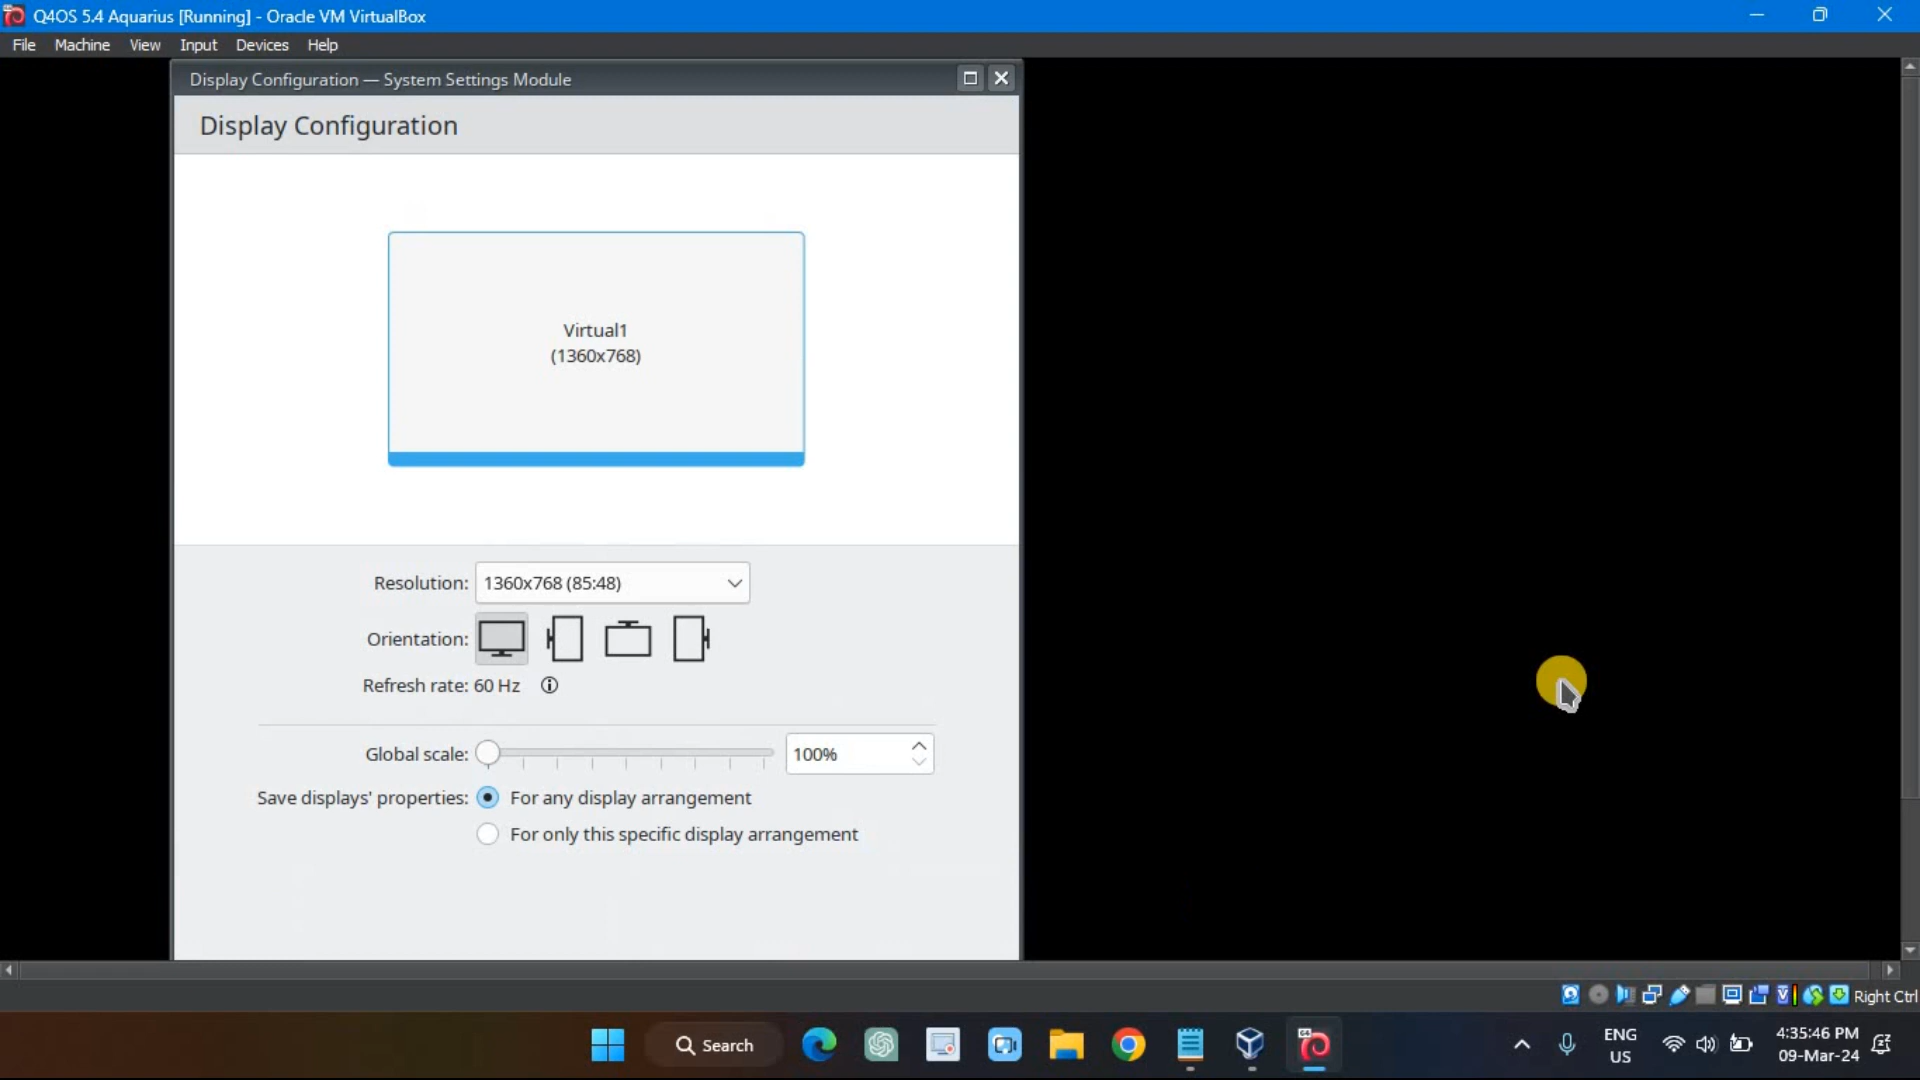 Q4OS 5.4 Aquarius [Running] - Oracle VM VirtualBox
File Machine View Input Devices Help
Display Configuration — System Settings Module
Display Configuration
Virtual1
(1360x768)
Resolution: 1360x768 (85:48)
Orientation:
Refresh rate: 60 Hz
Global scale: 100%
Save displays' properties: For any display arrangement
For only this specific display arrangement
Right Ctrl
Search
ENG
US
4:35:46 PM
09-Mar-24